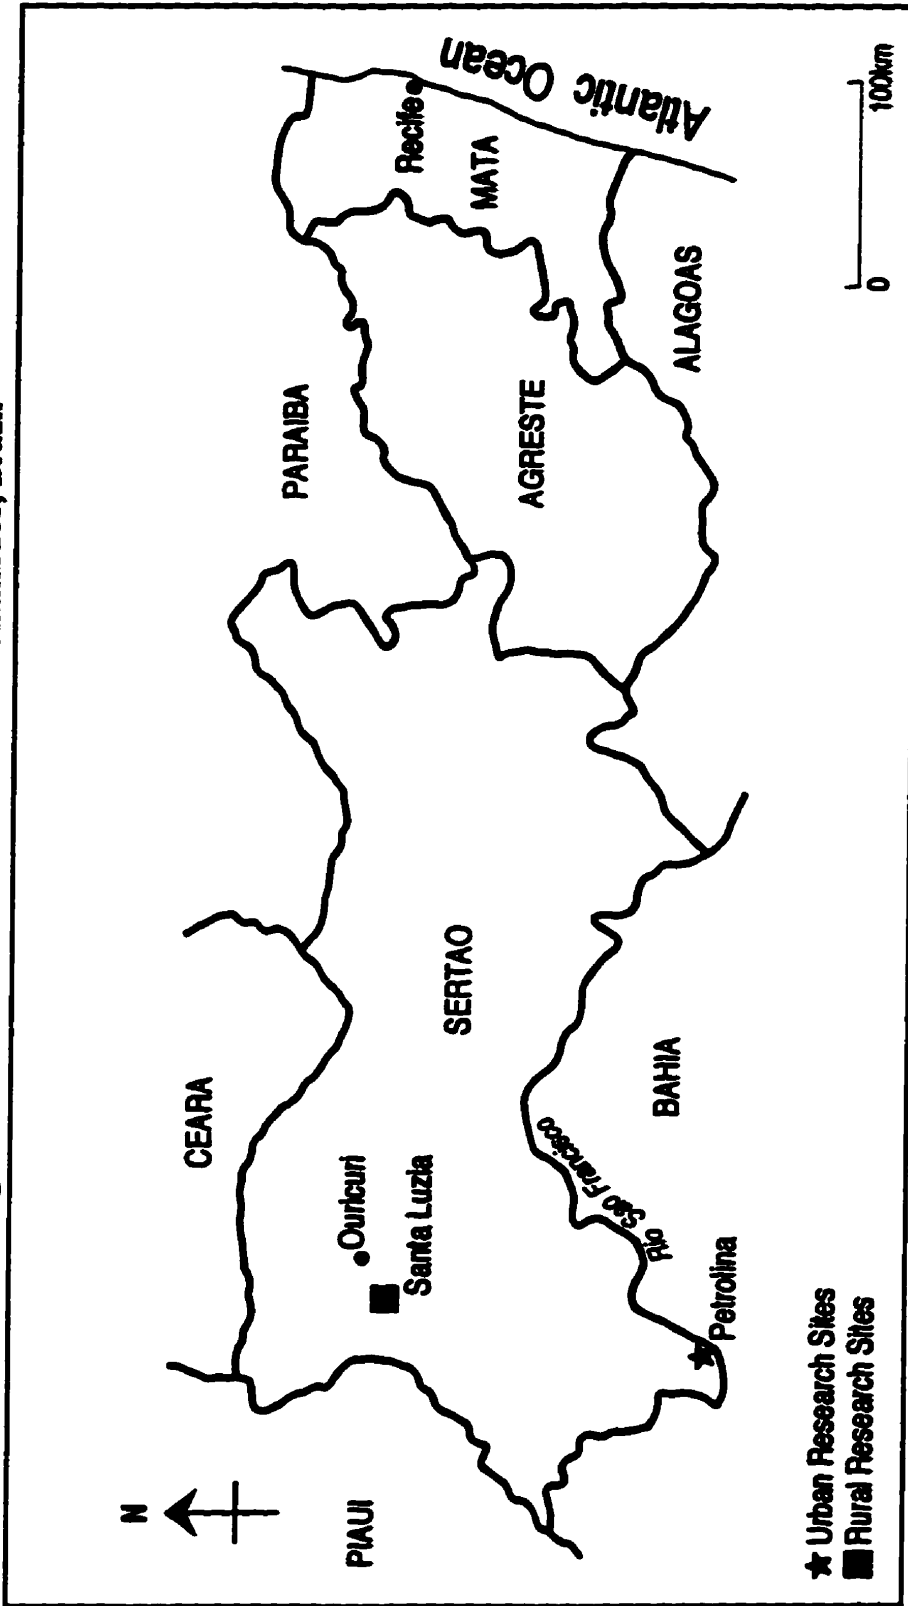 N
PIAUI
CEARA
PARAIBA
Ouricuri
Santa Luzia
SERTAO
AGRESTE
MATA
Recife
Atlantic Ocean
ALAGOAS
BAHIA
Rio São Francisco
Petrolina
Urban Research Sites
Rural Research Sites
0 100km